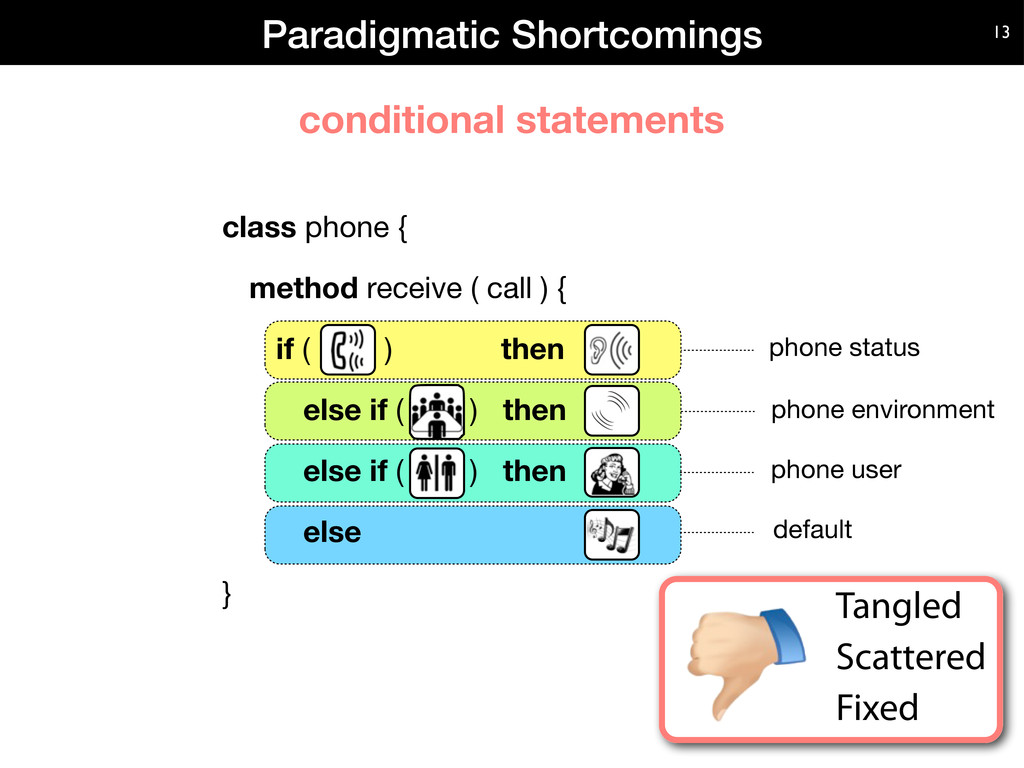 Paradigmatic Shortcomings
13
conditional statements
class phone {
method receive ( call ) {
if ( ) then
phone status
else if ( ) then
phone environment
else if ( ) then
phone user
else
default
}
Tangled
Scattered
Fixed